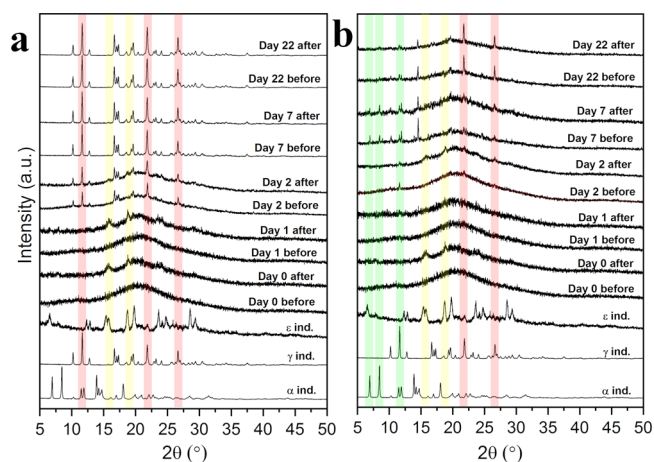 a
Intensity (a.u.)
Day 22 after
Day 22 before
Day 7 after
Day 7 before
Day 2 after
Day 2 before
Day 1 after
Day 1 before
Day 0 after
Day 0 before
ε ind.
γ ind.
α ind.
5 10 15 20 25 30 35 40 45 50
2θ (°)
b
Day 22 after
Day 22 before
Day 7 after
Day 7 before
Day 2 after
Day 2 before
Day 1 after
Day 1 before
Day 0 after
Day 0 before
ε ind.
γ ind.
α ind.
5 10 15 20 25 30 35 40 45 50
2θ (°)